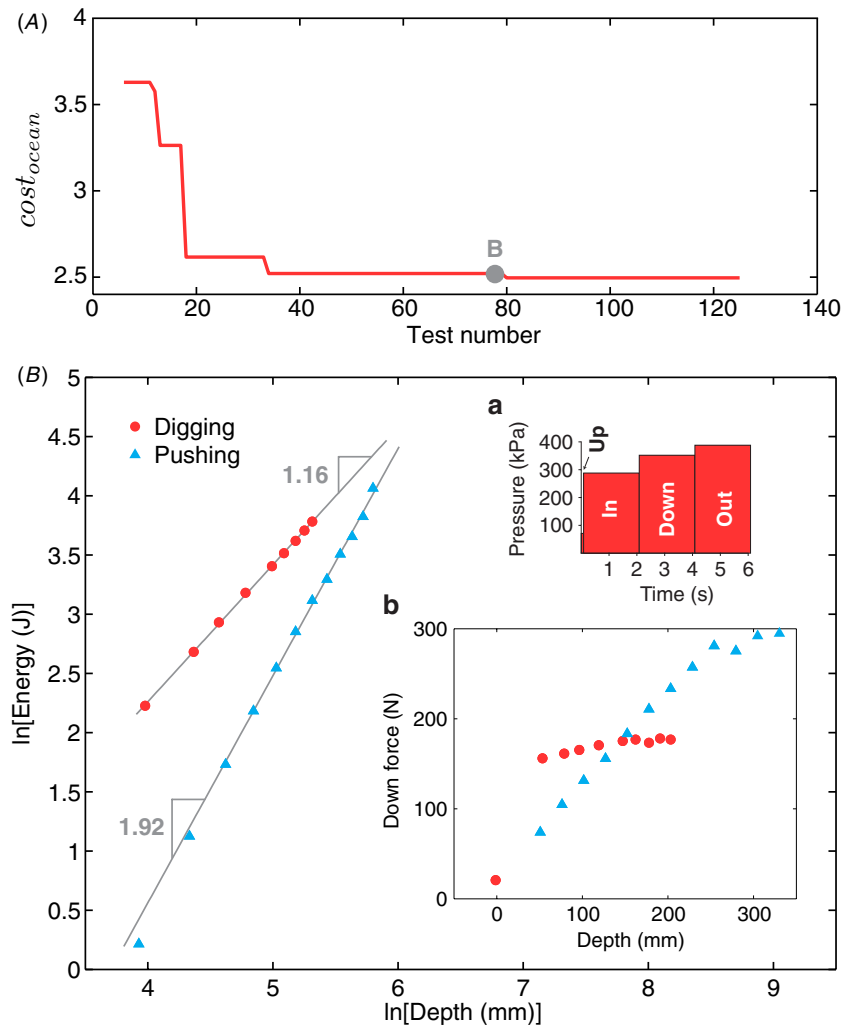 (A)
4
3.5
3
2.5
cost_ocean
B
0 20 40 60 80 100 120 140
Test number
(B)
5
4.5
4
3.5
3
2.5
2
1.5
1
0.5
0
ln[Energy (J)]
Digging
Pushing
1.16
1.92
4 5 6 7 8 9
ln[Depth (mm)]
a
400
300
200
100
Pressure (kPa)
Up
In
Down
Out
1 2 3 4 5 6
Time (s)
b
300
200
100
0
Down force (N)
0 100 200 300
Depth (mm)